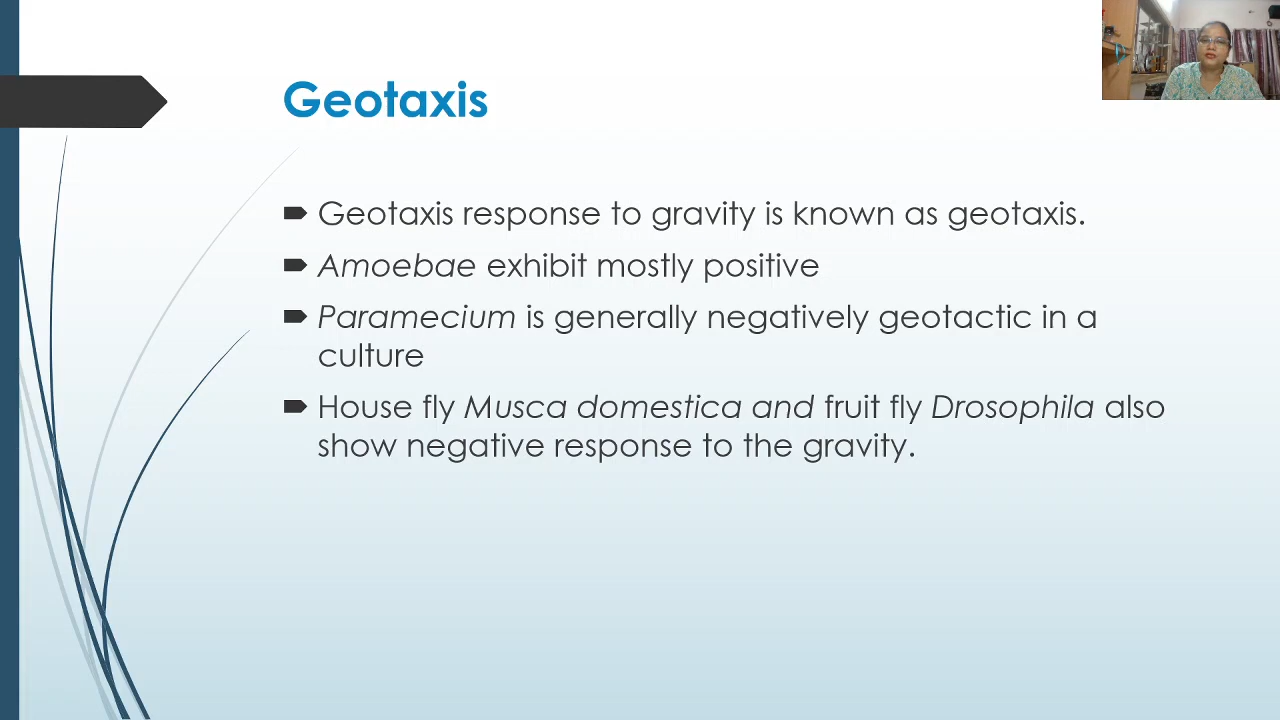 Geotaxis
Geotaxis response to gravity is known as geotaxis.
Amoebae exhibit mostly positive
Paramecium is generally negatively geotactic in a
culture
House fly Musca domestica and fruit fly Drosophila also
show negative response to the gravity.